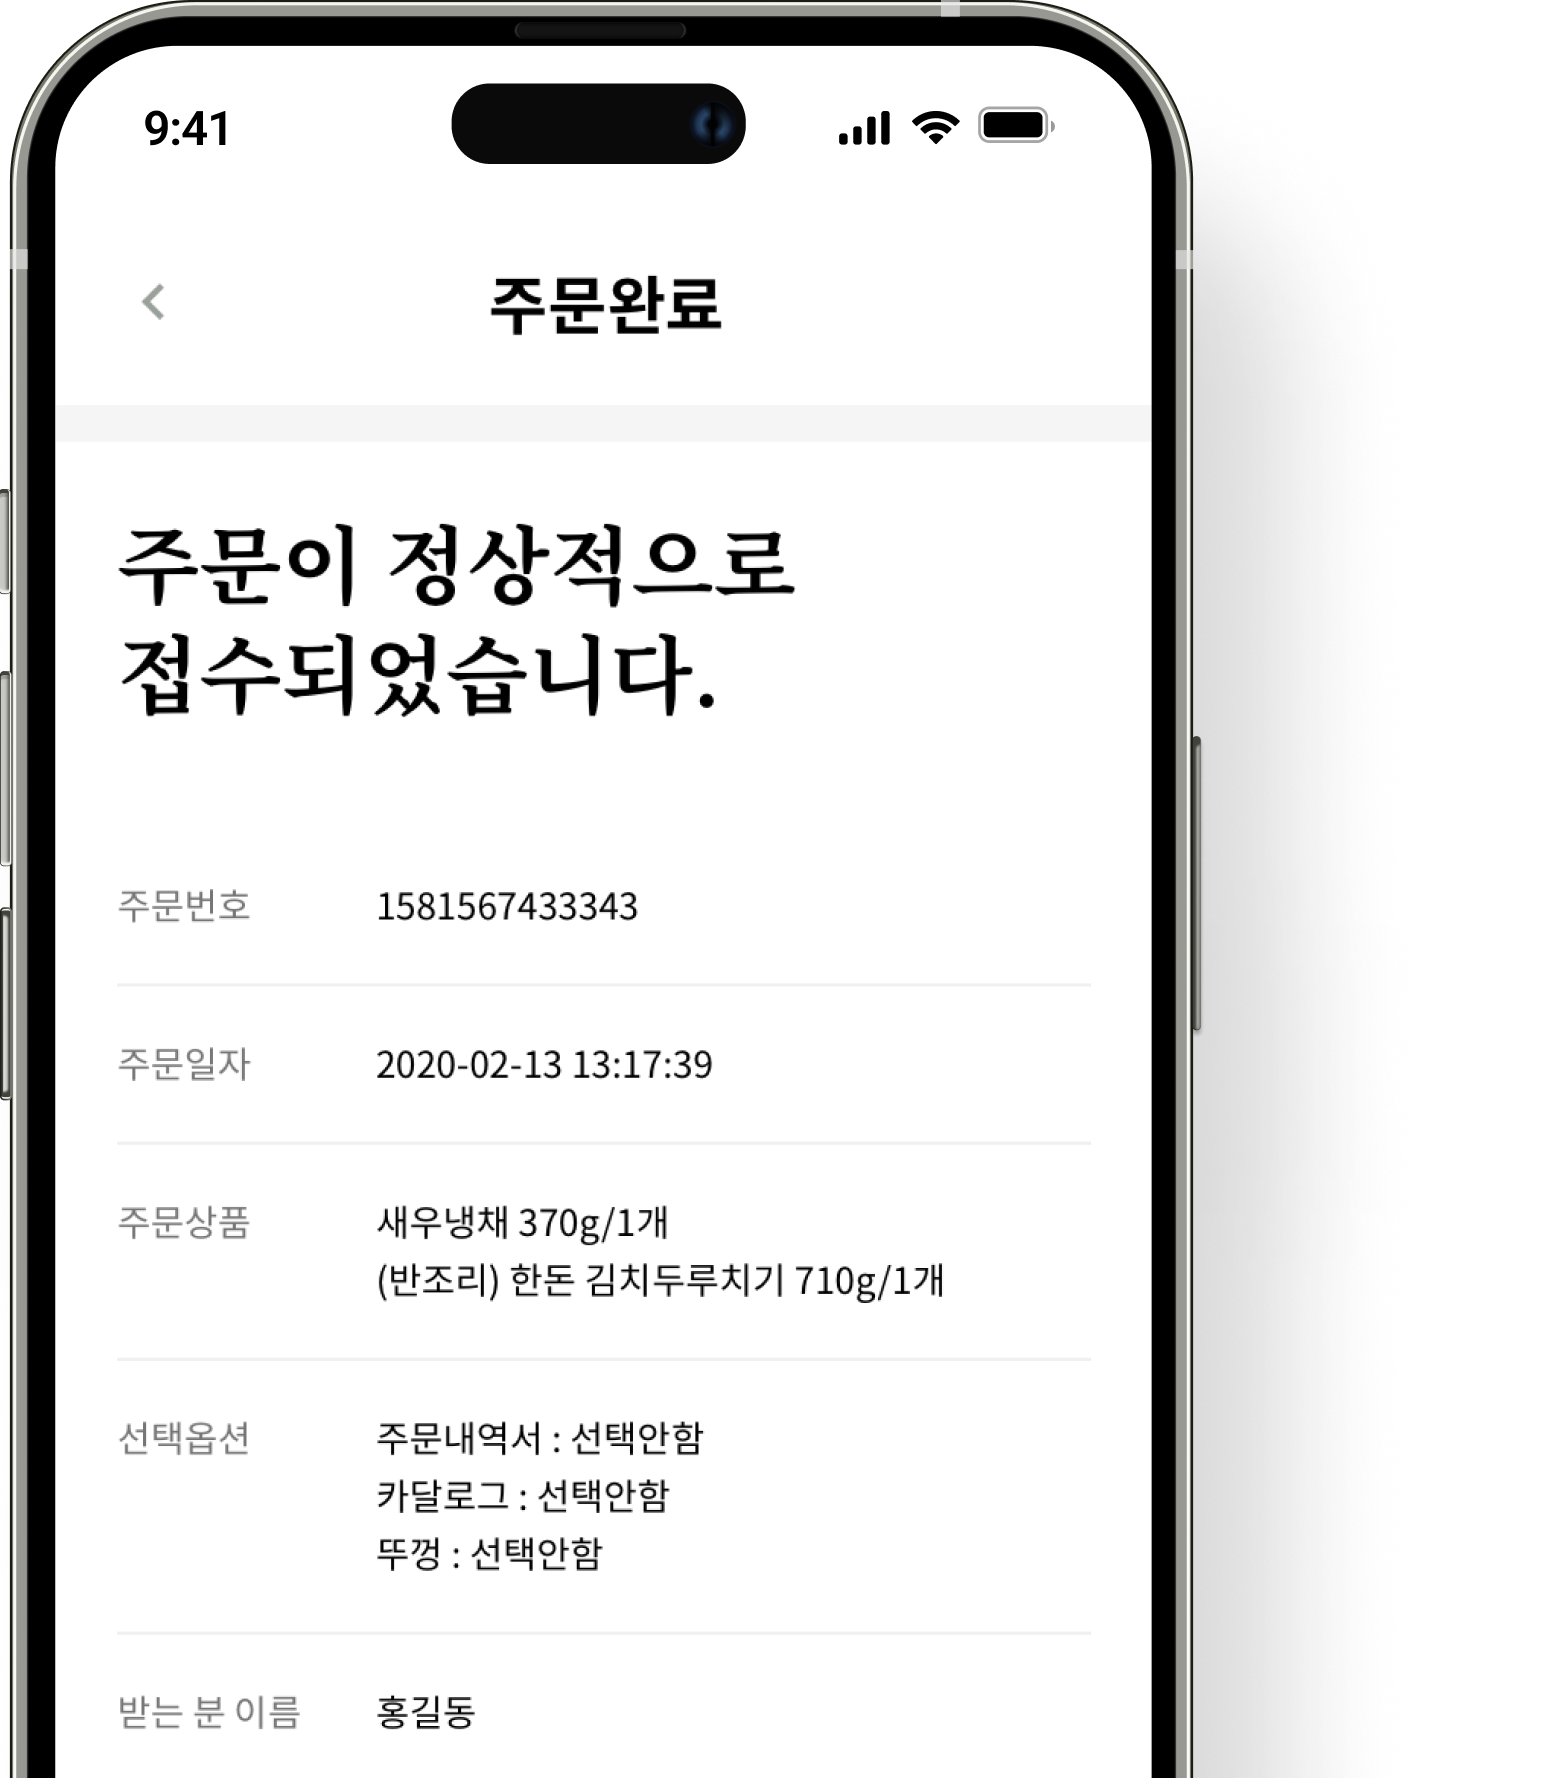 9:41
주문완료
주문이 정상적으로
접수되었습니다.
주문번호 1581567433343
주문일자 2020-02-13 13:17:39
주문상품 새우냉채 370g/1개
(반조리) 한돈 김치두루치기 710g/1개
선택옵션 주문내역서 : 선택안함
카달로그 : 선택안함
뚜껑 : 선택안함
받는 분 이름 홍길동